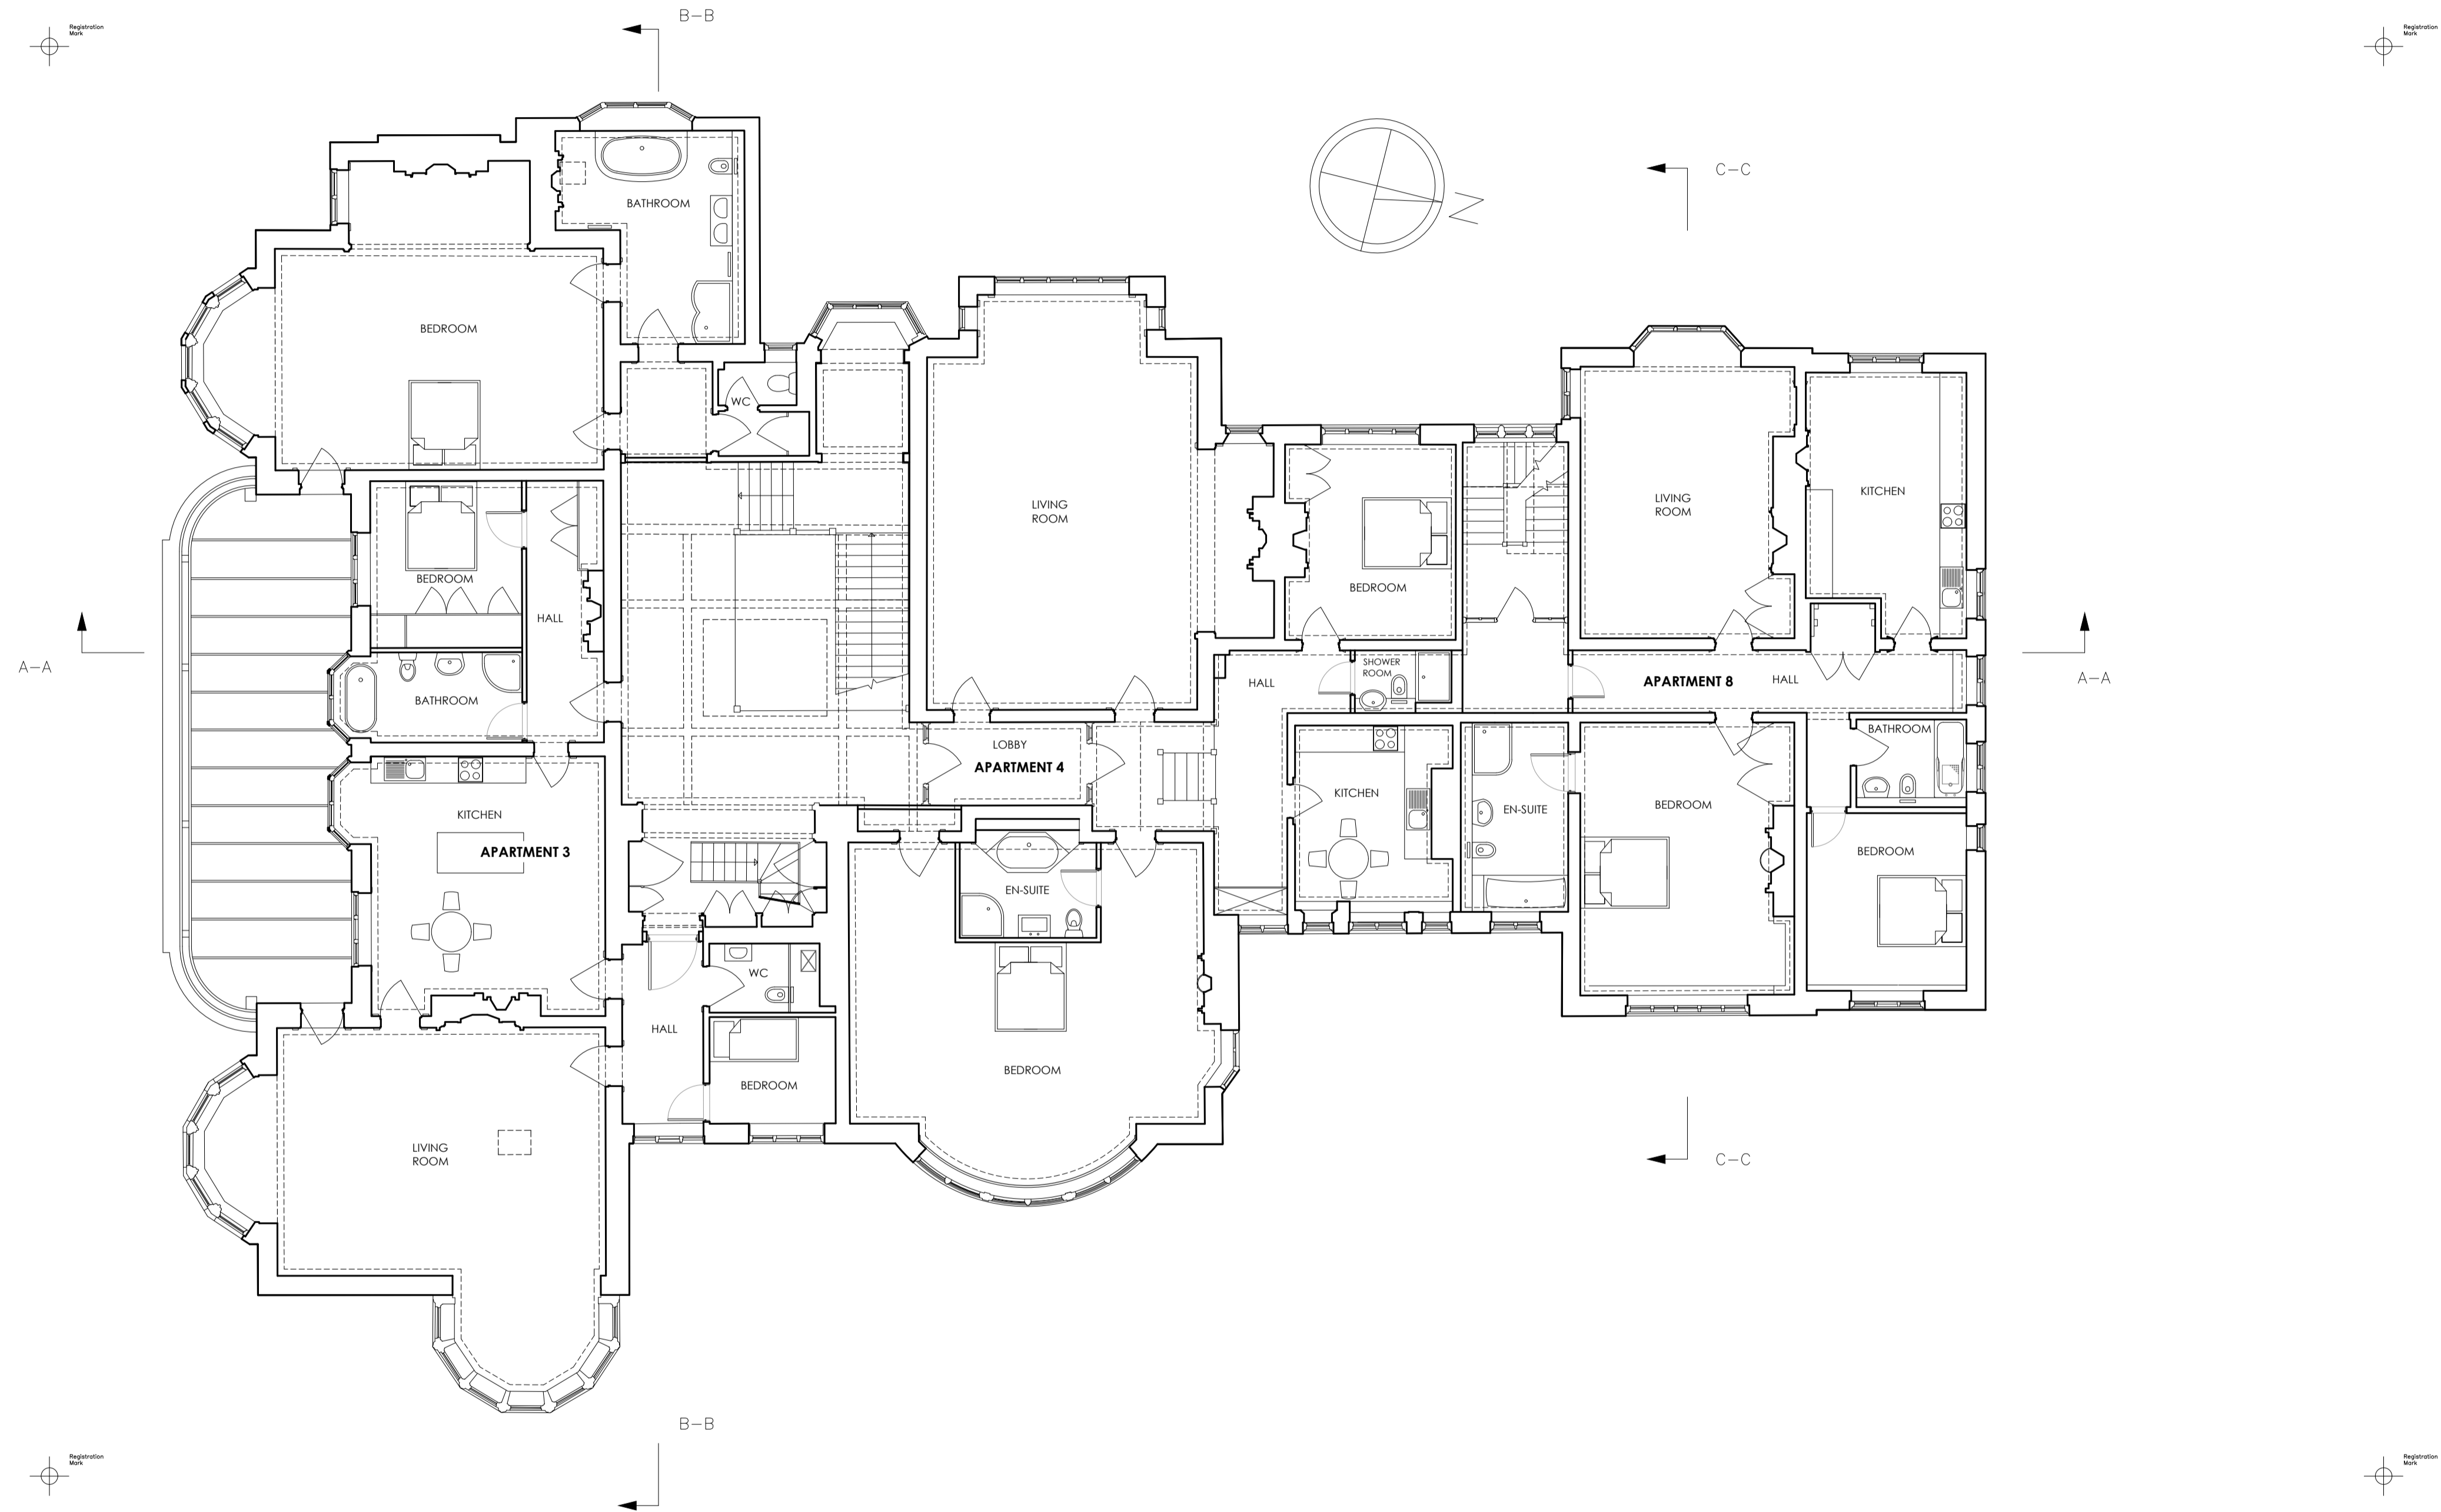 B–B
Registration
Mark
Registration
Mark
C–C
BATHROOM
N
BEDROOM
WC
LIVING
ROOM
LIVING
ROOM
KITCHEN
BEDROOM
BEDROOM
HALL
A–A
SHOWER
ROOM
HALL
APARTMENT 8
HALL
A–A
BATHROOM
LOBBY
APARTMENT 4
BATHROOM
KITCHEN
KITCHEN
APARTMENT 3
EN-SUITE
BEDROOM
BEDROOM
EN-SUITE
WC
HALL
BEDROOM
BEDROOM
LIVING
ROOM
C–C
B–B
Registration
Mark
Registration
Mark